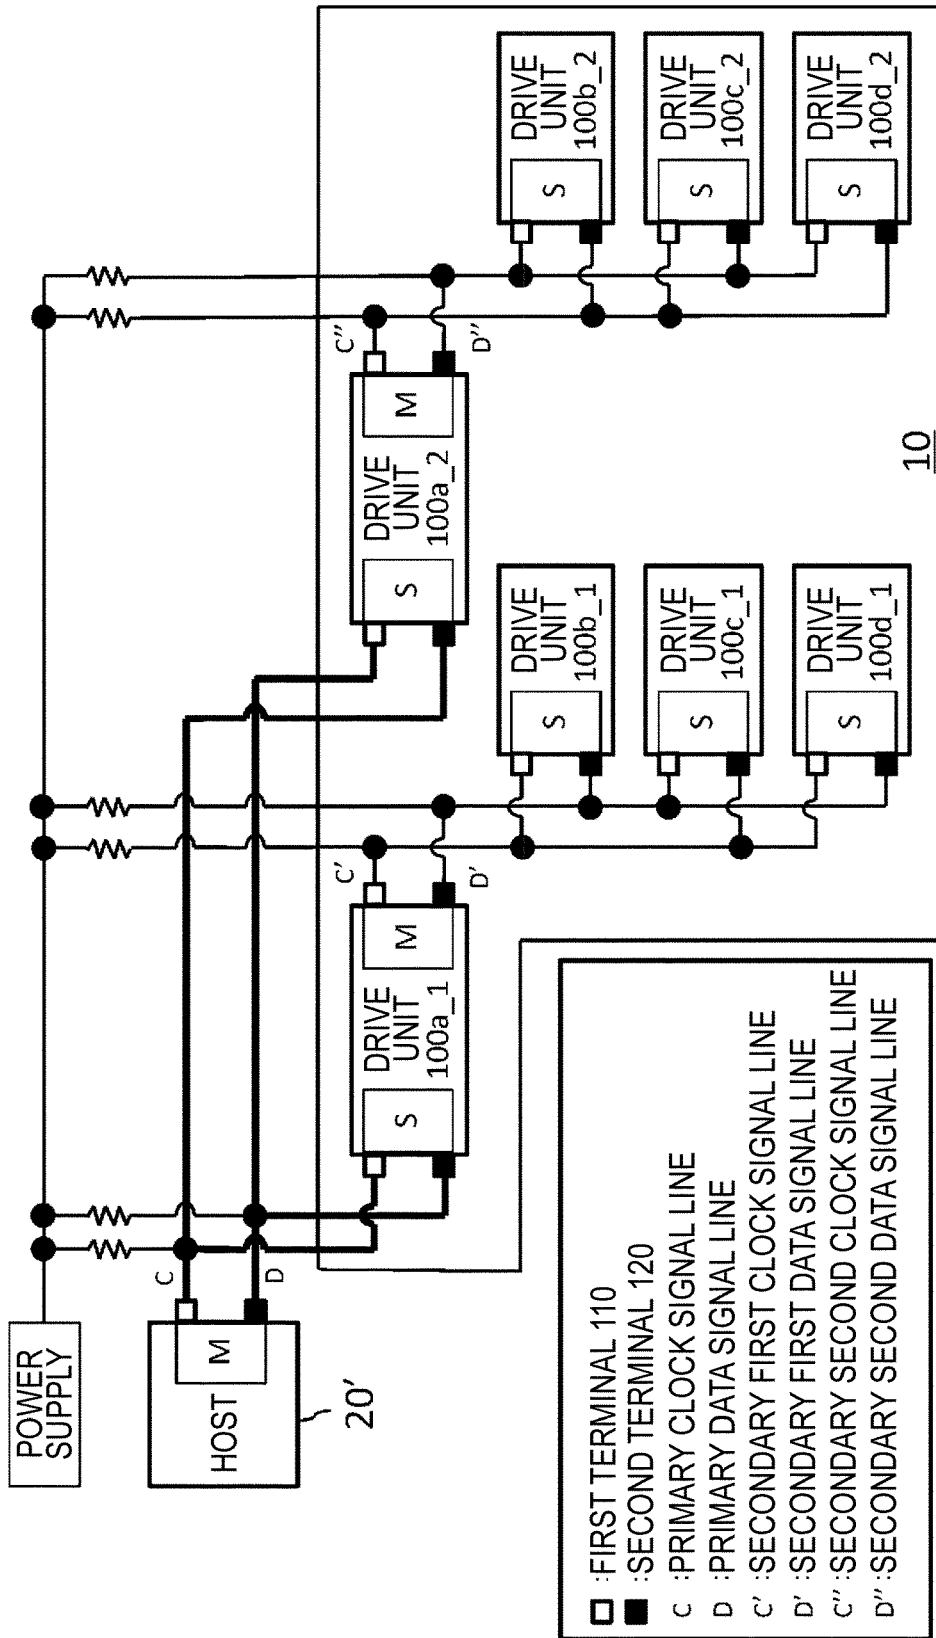 POWER
SUPPLY
HOST
M
20'
C
D
S
DRIVE
UNIT
100a_1
M
C'
D'
S
DRIVE
UNIT
100b_1
S
DRIVE
UNIT
100c_1
S
DRIVE
UNIT
100d_1
S
DRIVE
UNIT
100a_2
M
C''
D''
S
DRIVE
UNIT
100b_2
S
DRIVE
UNIT
100c_2
S
DRIVE
UNIT
100d_2
10
:FIRST TERMINAL 110
:SECOND TERMINAL 120
C :PRIMARY CLOCK SIGNAL LINE
D :PRIMARY DATA SIGNAL LINE
C' :SECONDARY FIRST CLOCK SIGNAL LINE
D' :SECONDARY FIRST DATA SIGNAL LINE
C'' :SECONDARY SECOND CLOCK SIGNAL LINE
D'' :SECONDARY SECOND DATA SIGNAL LINE